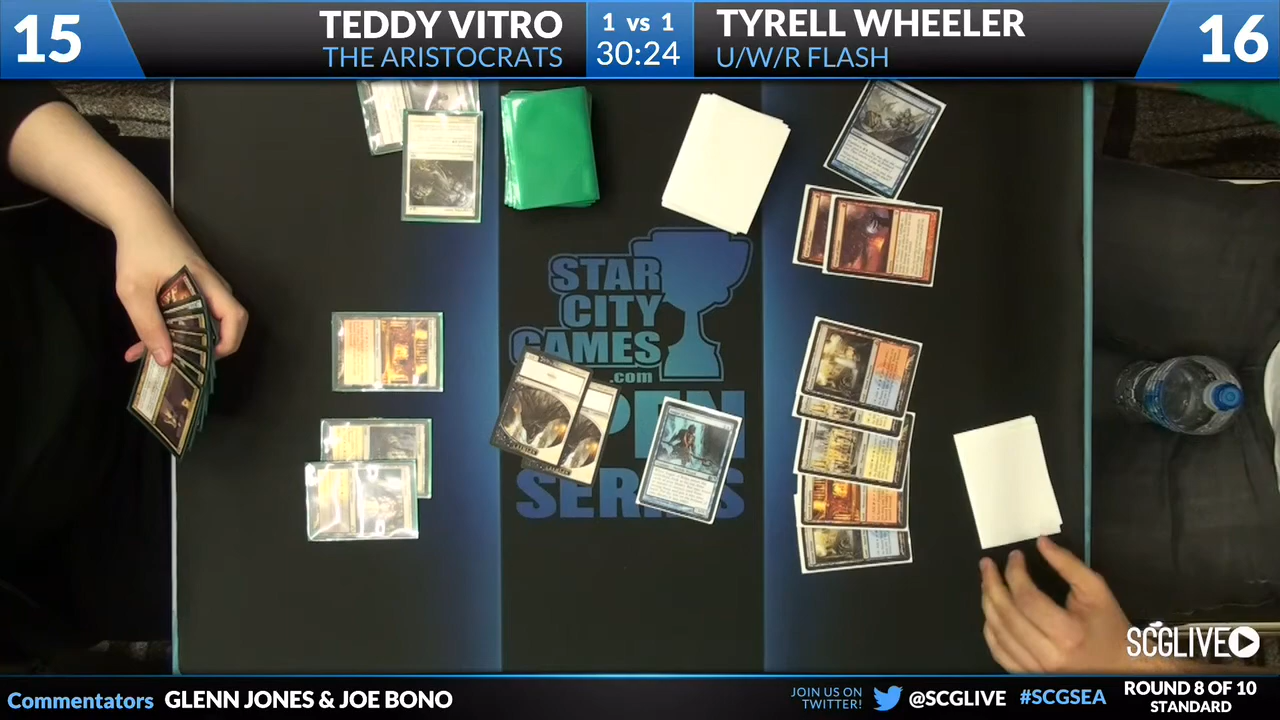 15
TEDDY VITRO
THE ARISTOCRATS
1 vs 1
30:24
TYRELL WHEELER
U/W/R FLASH
16
STAR
CITY
GAMES
.com
OPEN
SERIES
SCGLIVE
Commentators GLENN JONES & JOE BONO
JOIN US ON
TWITTER!
@SCGLIVE
#SCGSEA
ROUND 8 OF 10
STANDARD